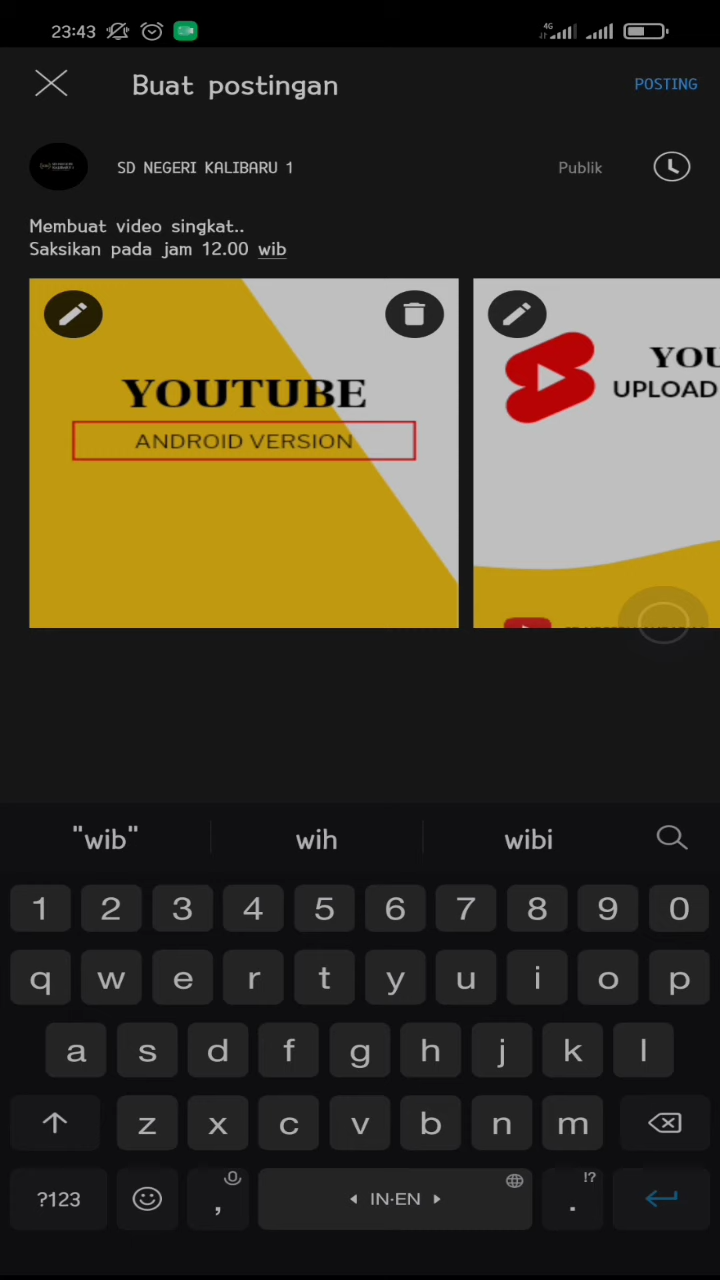 23:43
4G
Buat postingan
POSTING
SD NEGERI KALIBARU 1
Publik
Membuat video singkat..
Saksikan pada jam 12.00 wib
YOUTUBE
ANDROID VERSION
YOU
UPLOAD
"wib" wih wibi
1 2 3 4 5 6 7 8 9 0
q w e r t y u i o p
a s d f g h j k l
z x c v b n m
?123 , IN-EN . !?